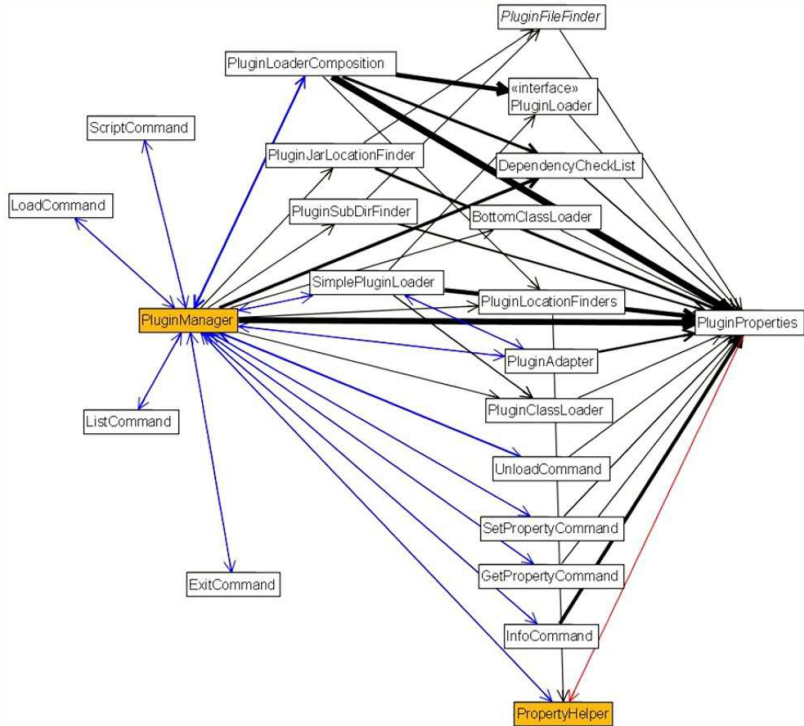 PluginFileFinder
PluginLoaderComposition
«interface»
PluginLoader
ScriptCommand
PluginJarLocationFinder
DependencyCheckList
LoadCommand
PluginSubDirFinder
BottomClassLoader
SimplePluginLoader
PluginLocationFinders
PluginManager
PluginProperties
PluginAdapter
PluginClassLoader
ListCommand
UnloadCommand
SetPropertyCommand
GetPropertyCommand
ExitCommand
InfoCommand
PropertyHelper